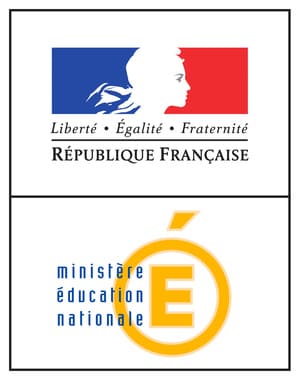 Liberté • Égalité • Fraternité
RÉPUBLIQUE FRANÇAISE
ministère
éducation
nationale
É